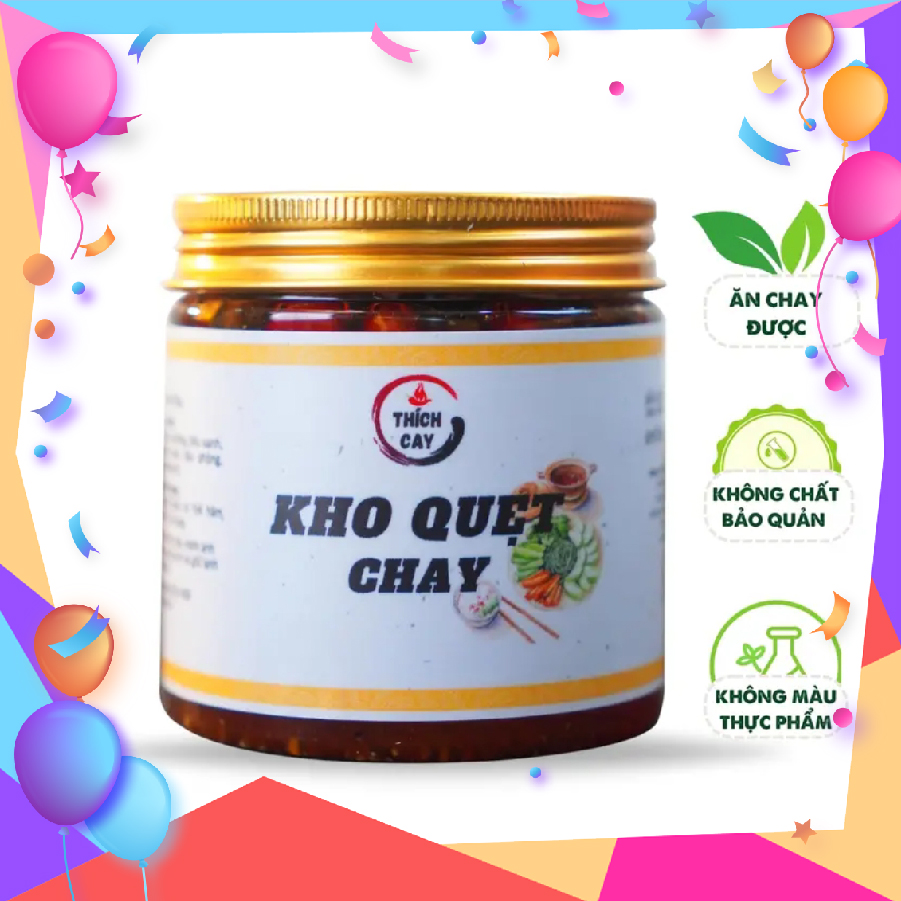 THÍCH
CAY
KHO QUẸT
CHAY
ĂN CHAY
ĐƯỢC
KHÔNG CHẤT
BẢO QUẢN
KHÔNG MÀU
THỰC PHẨM